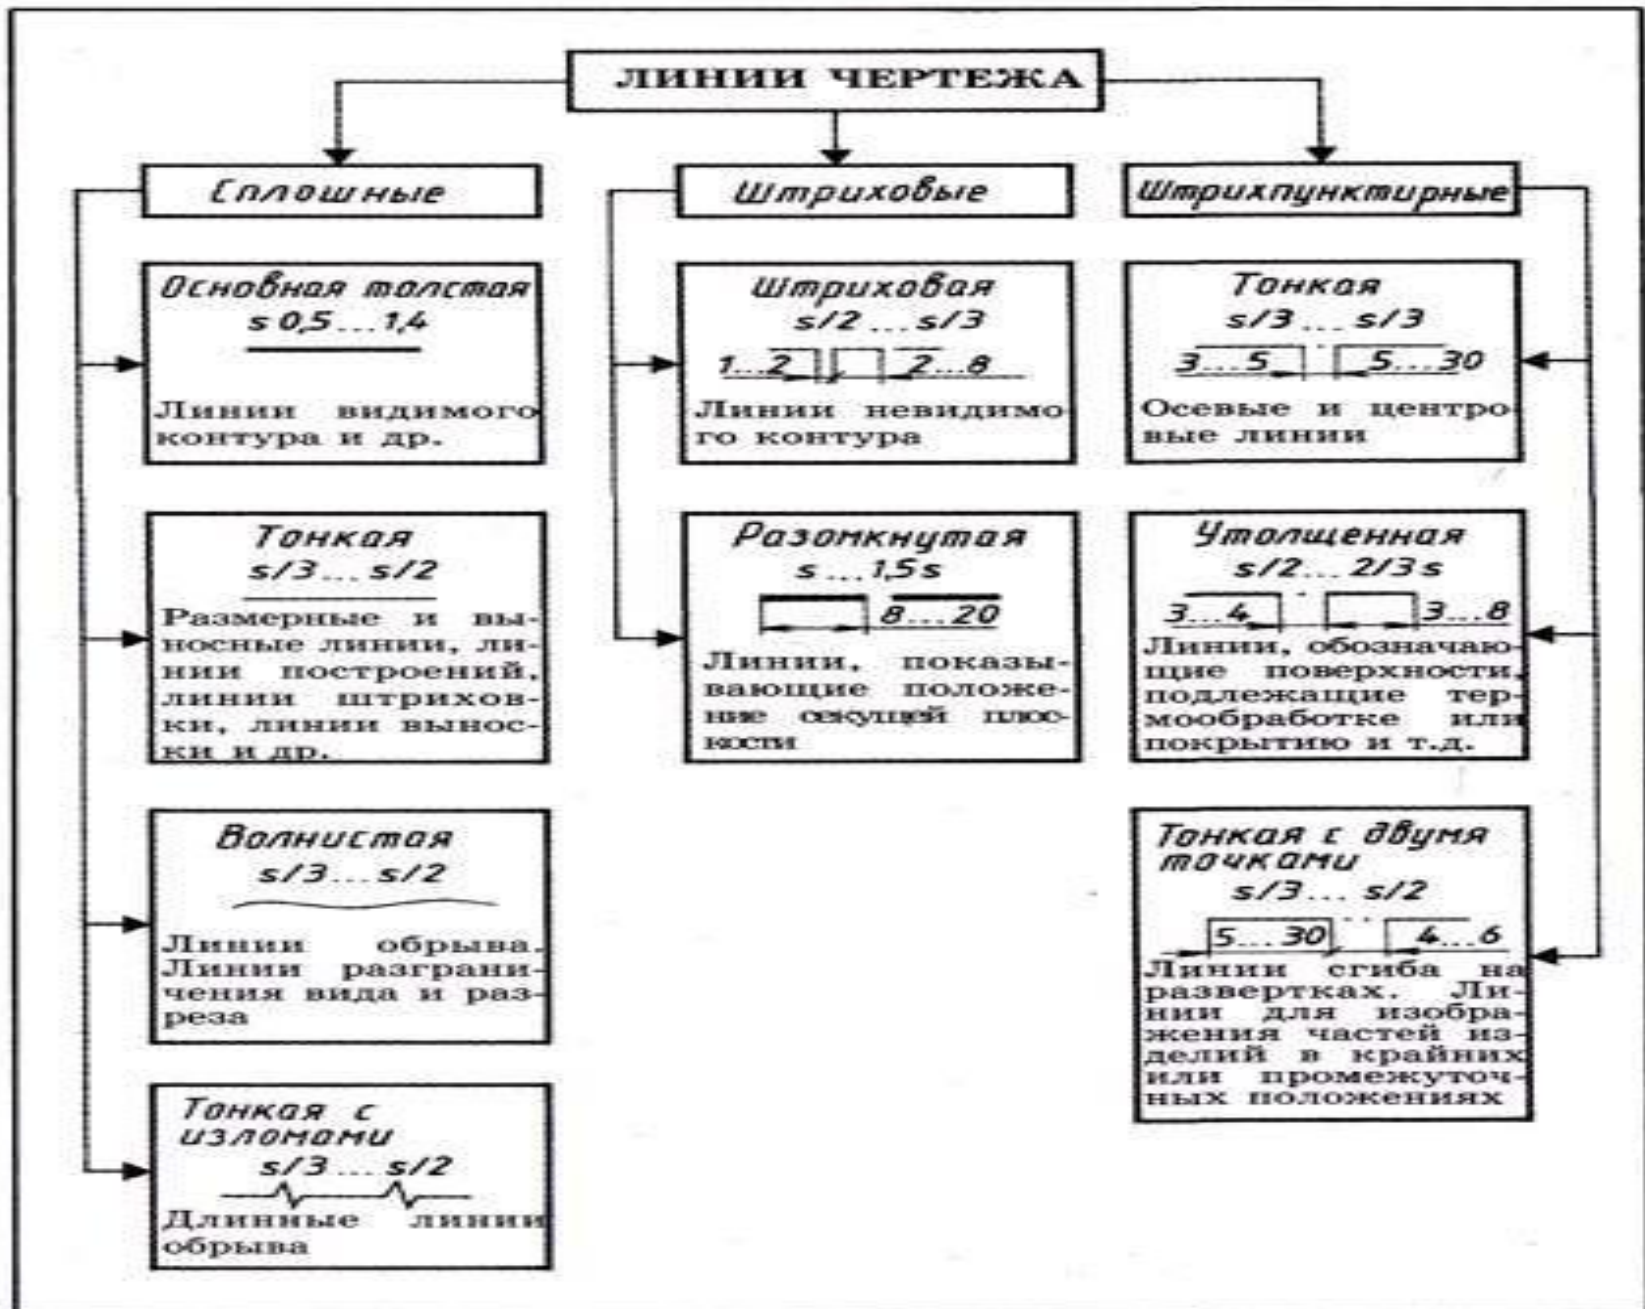 ЛИНИИ ЧЕРТЕЖА
Сплошные
Основная толстая
s 0,5...1,4
Линии видимого
контура и др.
Тонкая
s/3... s/2
Размерные и вы-
носные линии, ли-
нии построений,
линии штрихов-
ки, линии вынос-
ки и др.
Волнистая
s/3... s/2
Линии обрыва.
Линии разграни-
чения вида и раз-
реза
Тонкая с
изломами
s/3... s/2
Длинные линии
обрыва
Штриховые
Штриховая
s/2 ... s/3
1...2 2...8
Линии невидимо
го контура
Разомкнутая
s ... 1,5 s
8...20
Линии, показы-
вающие положе-
ние секущей плос-
кости
Штрихпунктирные
Тонкая
s/3 ... s/3
3...5 5...30
Осевые и центро-
вые линии
Утолщенная
s/2... 2/3 s
3...4 3...8
Линии, обозначаю-
щие поверхности,
подлежащие тер-
мообработке или
покрытию и т.д.
Тонкая с двумя
точками
s/3... s/2
5...30 4...6
Линии сгиба на
развертках. Ли-
нии для изобра-
жения частей из-
делий в крайних
или промежуточ-
ных положениях